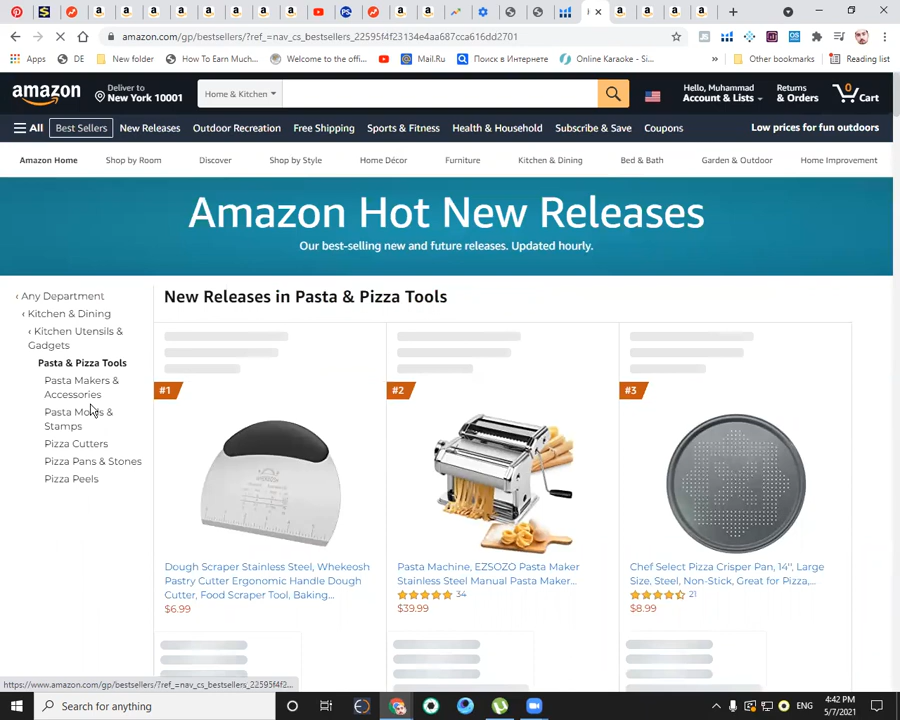 amazon.com/gp/bestsellers/?ref_=nav_cs_bestsellers_22595f4f23134e4aa687cca616dd2701
Apps
DE
New folder
How To Earn Much...
Welcome to the offi...
Mail.Ru
Поиск в Интернете
Online Karaoke - Si...
»
Other bookmarks
Reading list
amazon
Deliver to
New York 10001
Home & Kitchen
Hello, Muhammad
Account & Lists
Returns
& Orders
0
Cart
All
Best Sellers
New Releases
Outdoor Recreation
Free Shipping
Sports & Fitness
Health & Household
Subscribe & Save
Coupons
Low prices for fun outdoors
Amazon Home
Shop by Room
Discover
Shop by Style
Home Décor
Furniture
Kitchen & Dining
Bed & Bath
Garden & Outdoor
Home Improvement
Amazon Hot New Releases
Our best-selling new and future releases. Updated hourly.
‹ Any Department
‹ Kitchen & Dining
‹ Kitchen Utensils &
Gadgets
Pasta & Pizza Tools
Pasta Makers &
Accessories
Pasta &
Stamps
Pizza Cutters
Pizza Pans & Stones
Pizza Peels
New Releases in Pasta & Pizza Tools
#1
Dough Scraper Stainless Steel, Whekeosh
Pastry Cutter Ergonomic Handle Dough
Cutter, Food Scraper Tool, Baking...
$6.99
#2
Pasta Machine, EZSOZO Pasta Maker
Stainless Steel Manual Pasta Maker...
34
$39.99
#3
Chef Select Pizza Crisper Pan, 14", Large
Size, Steel, Non-Stick, Great for Pizza,...
21
$8.99
https://www.amazon.com/gp/bestsellers/?ref_=nav_cs_bestsellers_22595f4f2...
Type here to search
ENG
4:42 PM
5/7/2021